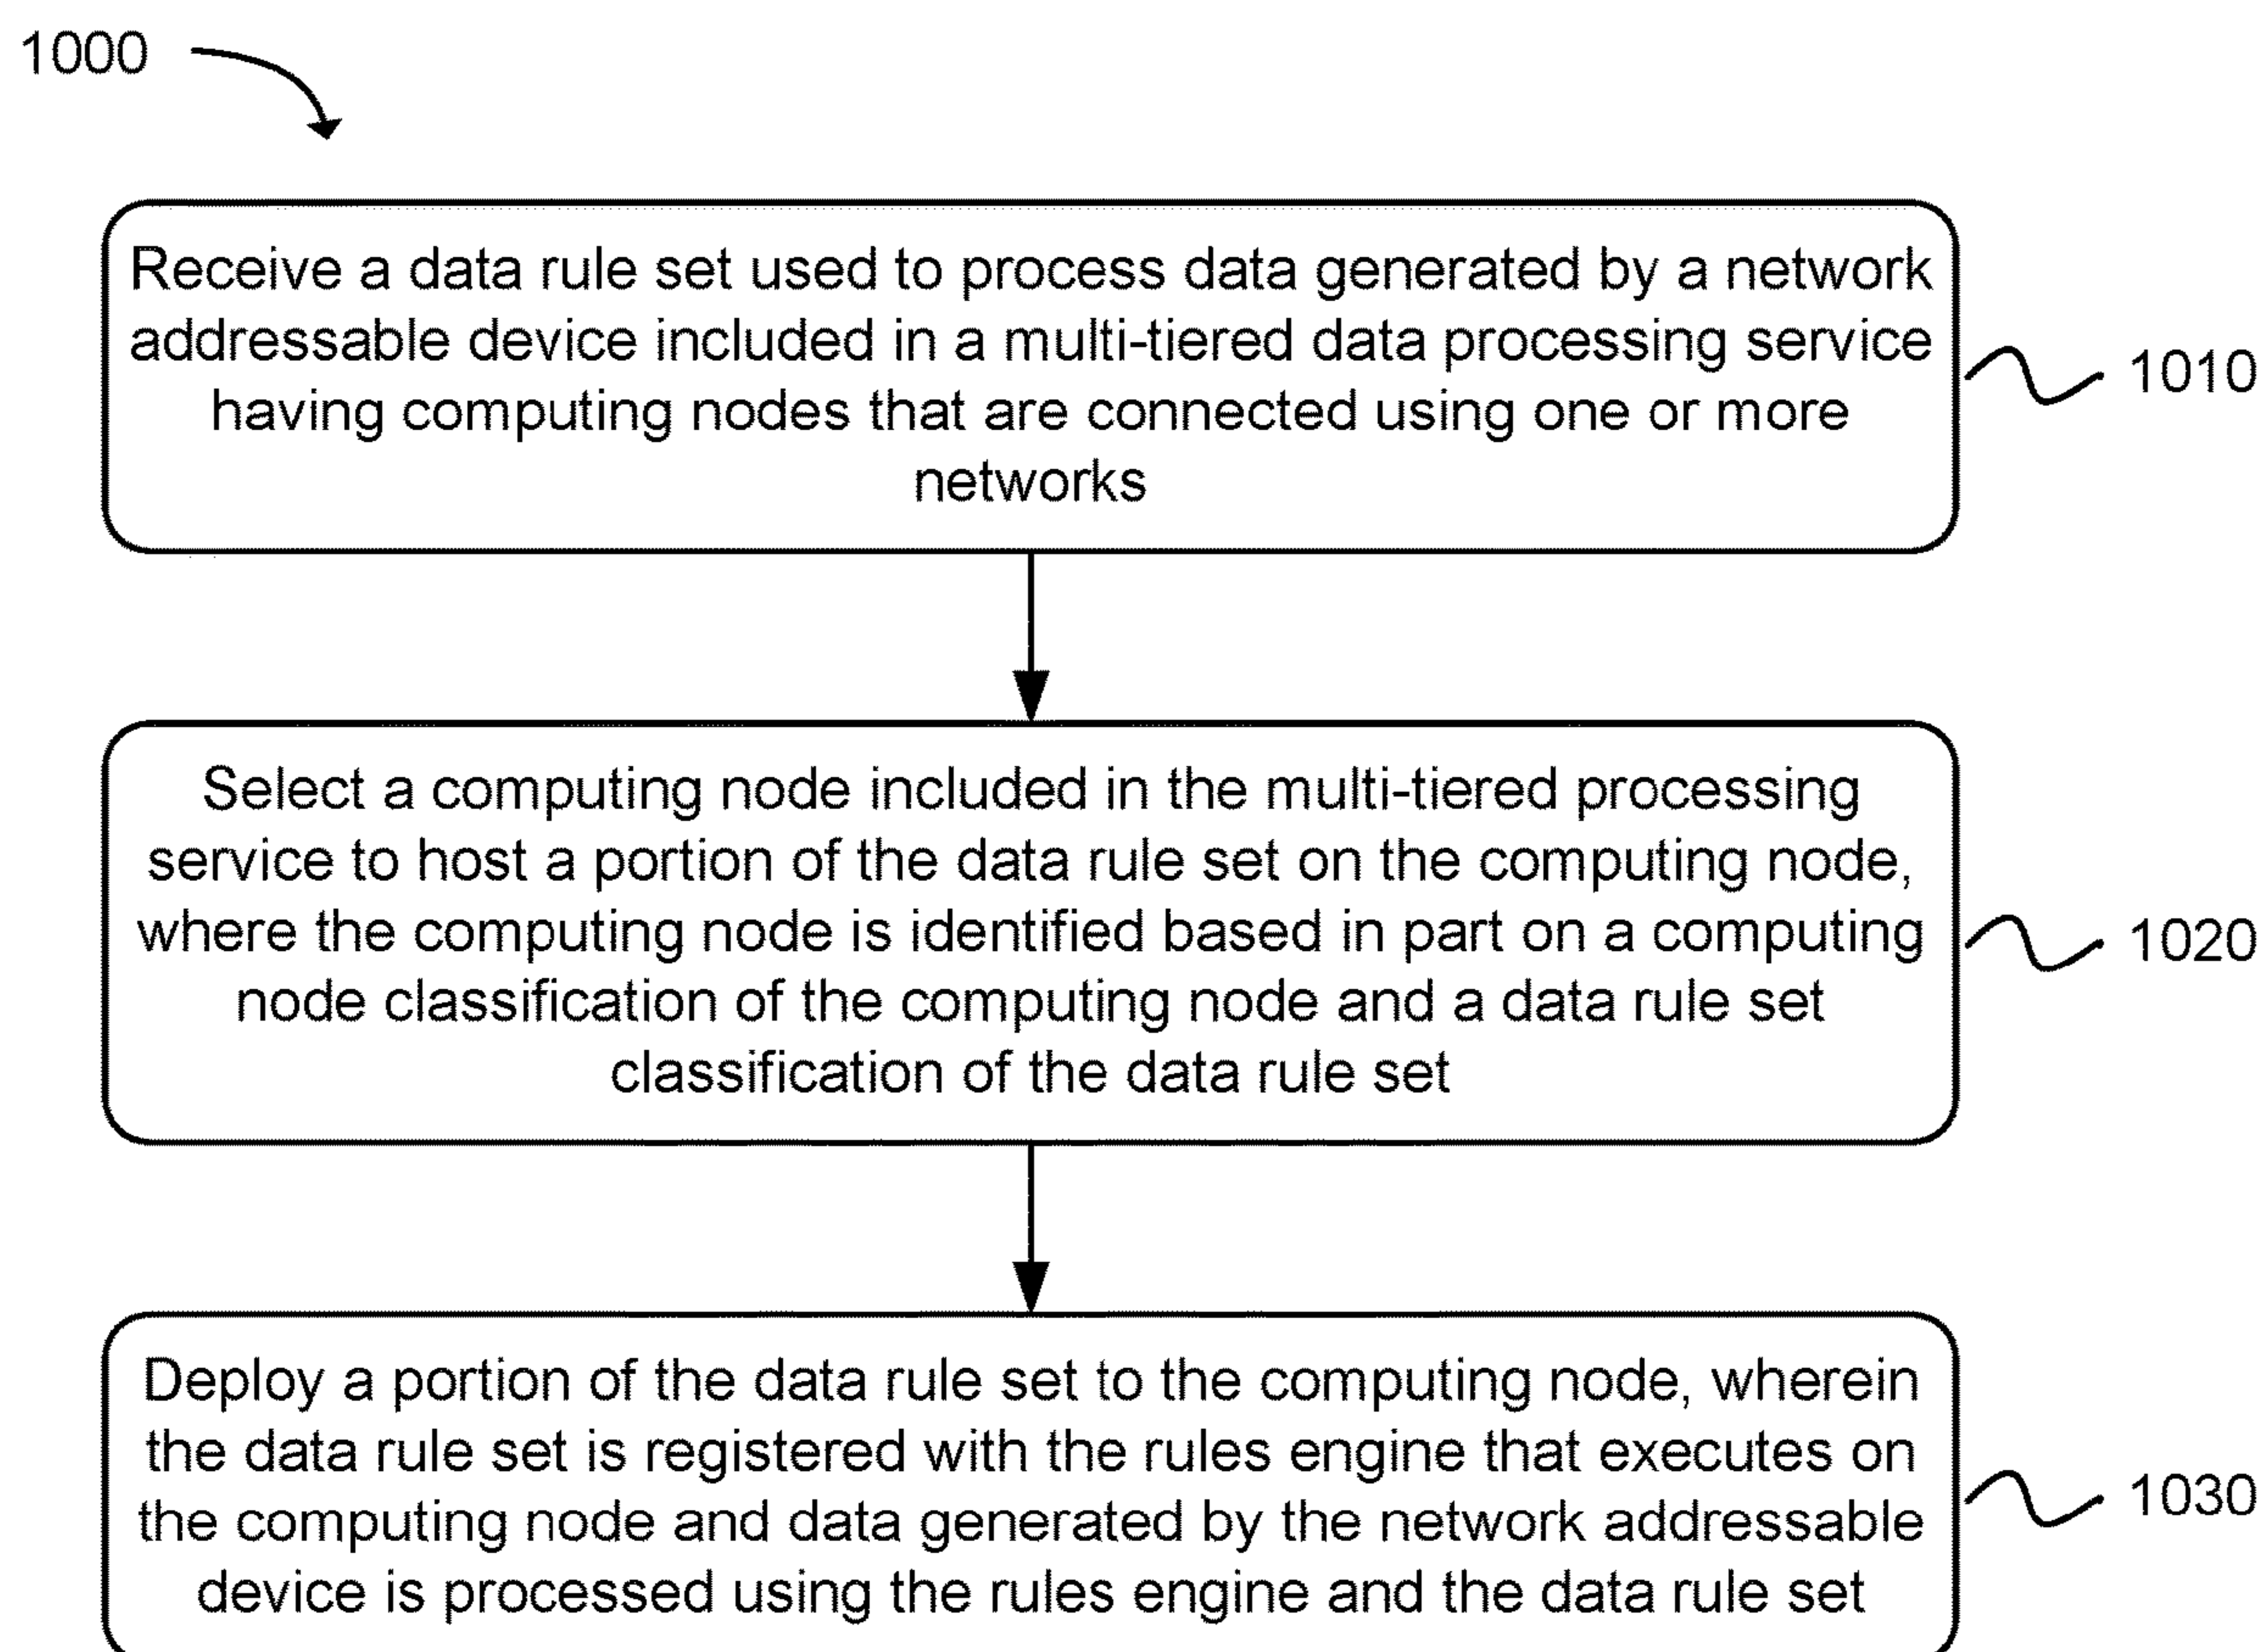 1000
Receive a data rule set used to process data generated by a network
addressable device included in a multi-tiered data processing service
having computing nodes that are connected using one or more
networks
1010
Select a computing node included in the multi-tiered processing
service to host a portion of the data rule set on the computing node,
where the computing node is identified based in part on a computing
node classification of the computing node and a data rule set
classification of the data rule set
1020
Deploy a portion of the data rule set to the computing node, wherein
the data rule set is registered with the rules engine that executes on
the computing node and data generated by the network addressable
device is processed using the rules engine and the data rule set
1030